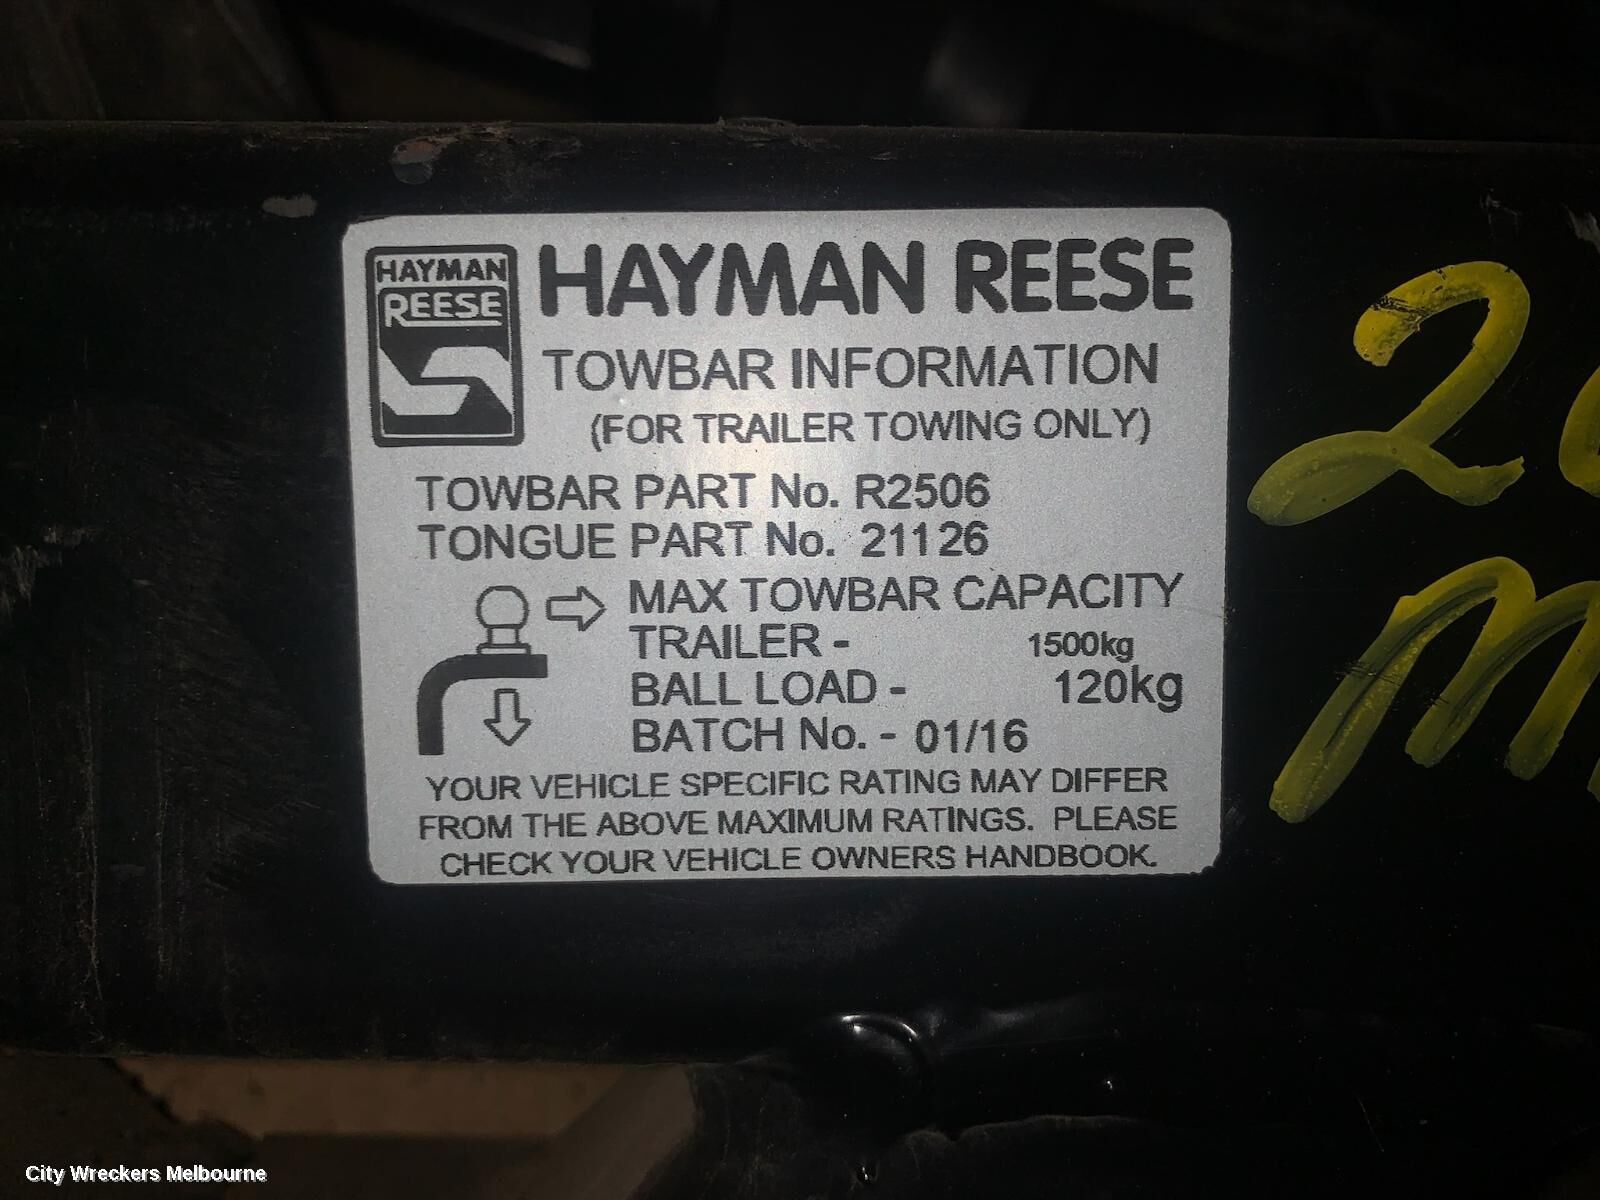 HAYMAN
REESE
HAYMAN REESE
TOWBAR INFORMATION
(FOR TRAILER TOWING ONLY)
TOWBAR PART No. R2506
TONGUE PART No. 21126
MAX TOWBAR CAPACITY
TRAILER - 1500kg
BALL LOAD - 120kg
BATCH No. - 01/16
YOUR VEHICLE SPECIFIC RATING MAY DIFFER
FROM THE ABOVE MAXIMUM RATINGS. PLEASE
CHECK YOUR VEHICLE OWNERS HANDBOOK.
City Wreckers Melbourne